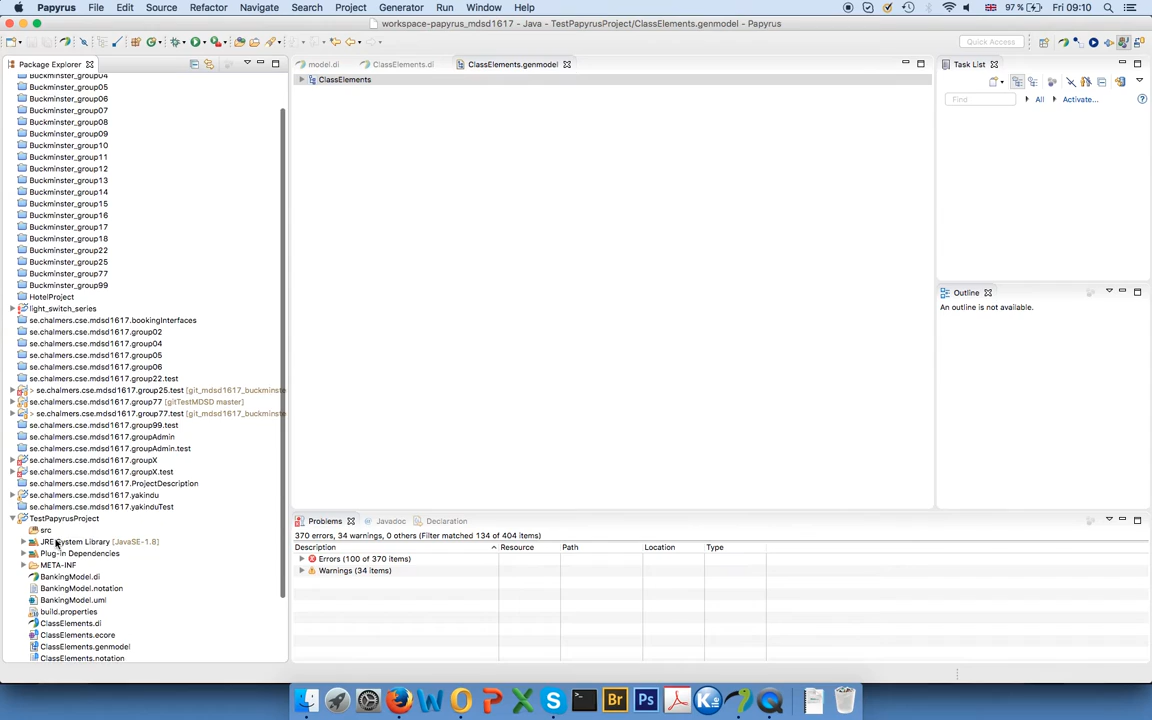 Papyrus File Edit Source Refactor Navigate Search Project Generator Run Window Help 97% Fri 09:10
workspace-papyrus_mdsd1617 - Java - TestPapyrusProject/ClassElements.genmodel - Papyrus
Quick Access
Package Explorer
Buckminster_group04
Buckminster_group05
Buckminster_group06
Buckminster_group07
Buckminster_group08
Buckminster_group09
Buckminster_group10
Buckminster_group11
Buckminster_group12
Buckminster_group13
Buckminster_group14
Buckminster_group15
Buckminster_group16
Buckminster_group17
Buckminster_group18
Buckminster_group22
Buckminster_group25
Buckminster_group77
Buckminster_group99
HotelProject
light_switch_series
se.chalmers.cse.mdsd1617.bookingInterfaces
se.chalmers.cse.mdsd1617.group02
se.chalmers.cse.mdsd1617.group04
se.chalmers.cse.mdsd1617.group05
se.chalmers.cse.mdsd1617.group06
se.chalmers.cse.mdsd1617.group22.test
> se.chalmers.cse.mdsd1617.group25.test [git_mdsd1617_buckminste
se.chalmers.cse.mdsd1617.group77 [gitTestMDSD master]
> se.chalmers.cse.mdsd1617.group77.test [git_mdsd1617_buckminste
se.chalmers.cse.mdsd1617.group99.test
se.chalmers.cse.mdsd1617.groupAdmin
se.chalmers.cse.mdsd1617.groupAdmin.test
se.chalmers.cse.mdsd1617.groupX
se.chalmers.cse.mdsd1617.groupX.test
se.chalmers.cse.mdsd1617.ProjectDescription
se.chalmers.cse.mdsd1617.yakindu
se.chalmers.cse.mdsd1617.yakinduTest
TestPapyrusProject
src
JRE System Library [JavaSE-1.8]
Plug-in Dependencies
META-INF
BankingModel.di
BankingModel.notation
BankingModel.uml
build.properties
ClassElements.di
ClassElements.ecore
ClassElements.genmodel
ClassElements.notation
model.di ClassElements.di ClassElements.genmodel
ClassElements
Problems Javadoc Declaration
370 errors, 34 warnings, 0 others (Filter matched 134 of 404 items)
Description Resource Path Location Type
Errors (100 of 370 items)
Warnings (34 items)
Task List
Find All Activate...
Outline
An outline is not available.
Br Ps